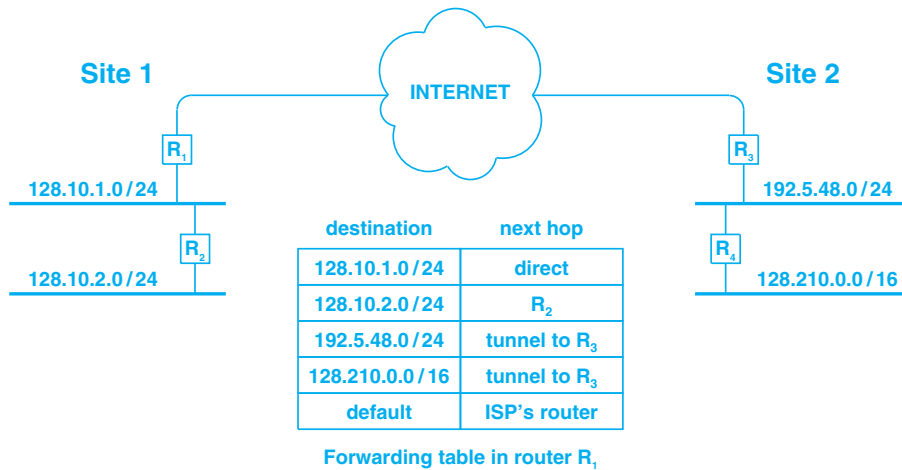 Site 1
INTERNET
Site 2
R1
R3
128.10.1.0 / 24
192.5.48.0 / 24
R2
R4
128.10.2.0 / 24
128.210.0.0 / 16
destination next hop
128.10.1.0 / 24 direct
128.10.2.0 / 24 R2
192.5.48.0 / 24 tunnel to R3
128.210.0.0 / 16 tunnel to R3
default ISP's router
Forwarding table in router R1